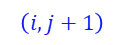 (i, j + 1)